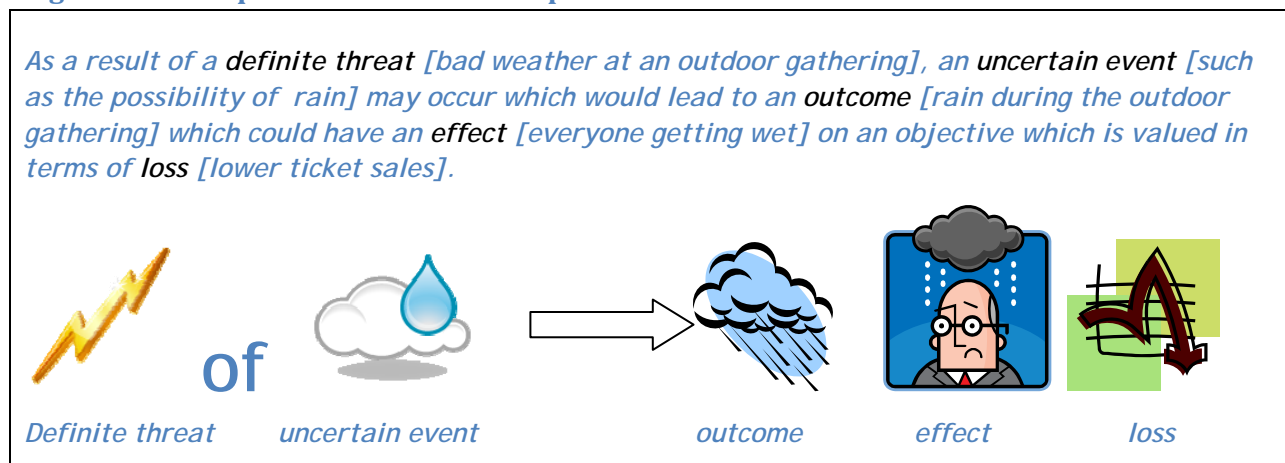 As a result of a definite threat [bad weather at an outdoor gathering], an uncertain event [such
as the possibility of rain] may occur which would lead to an outcome [rain during the outdoor
gathering] which could have an effect [everyone getting wet] on an objective which is valued in
terms of loss [lower ticket sales].
of
Definite threat uncertain event outcome effect loss